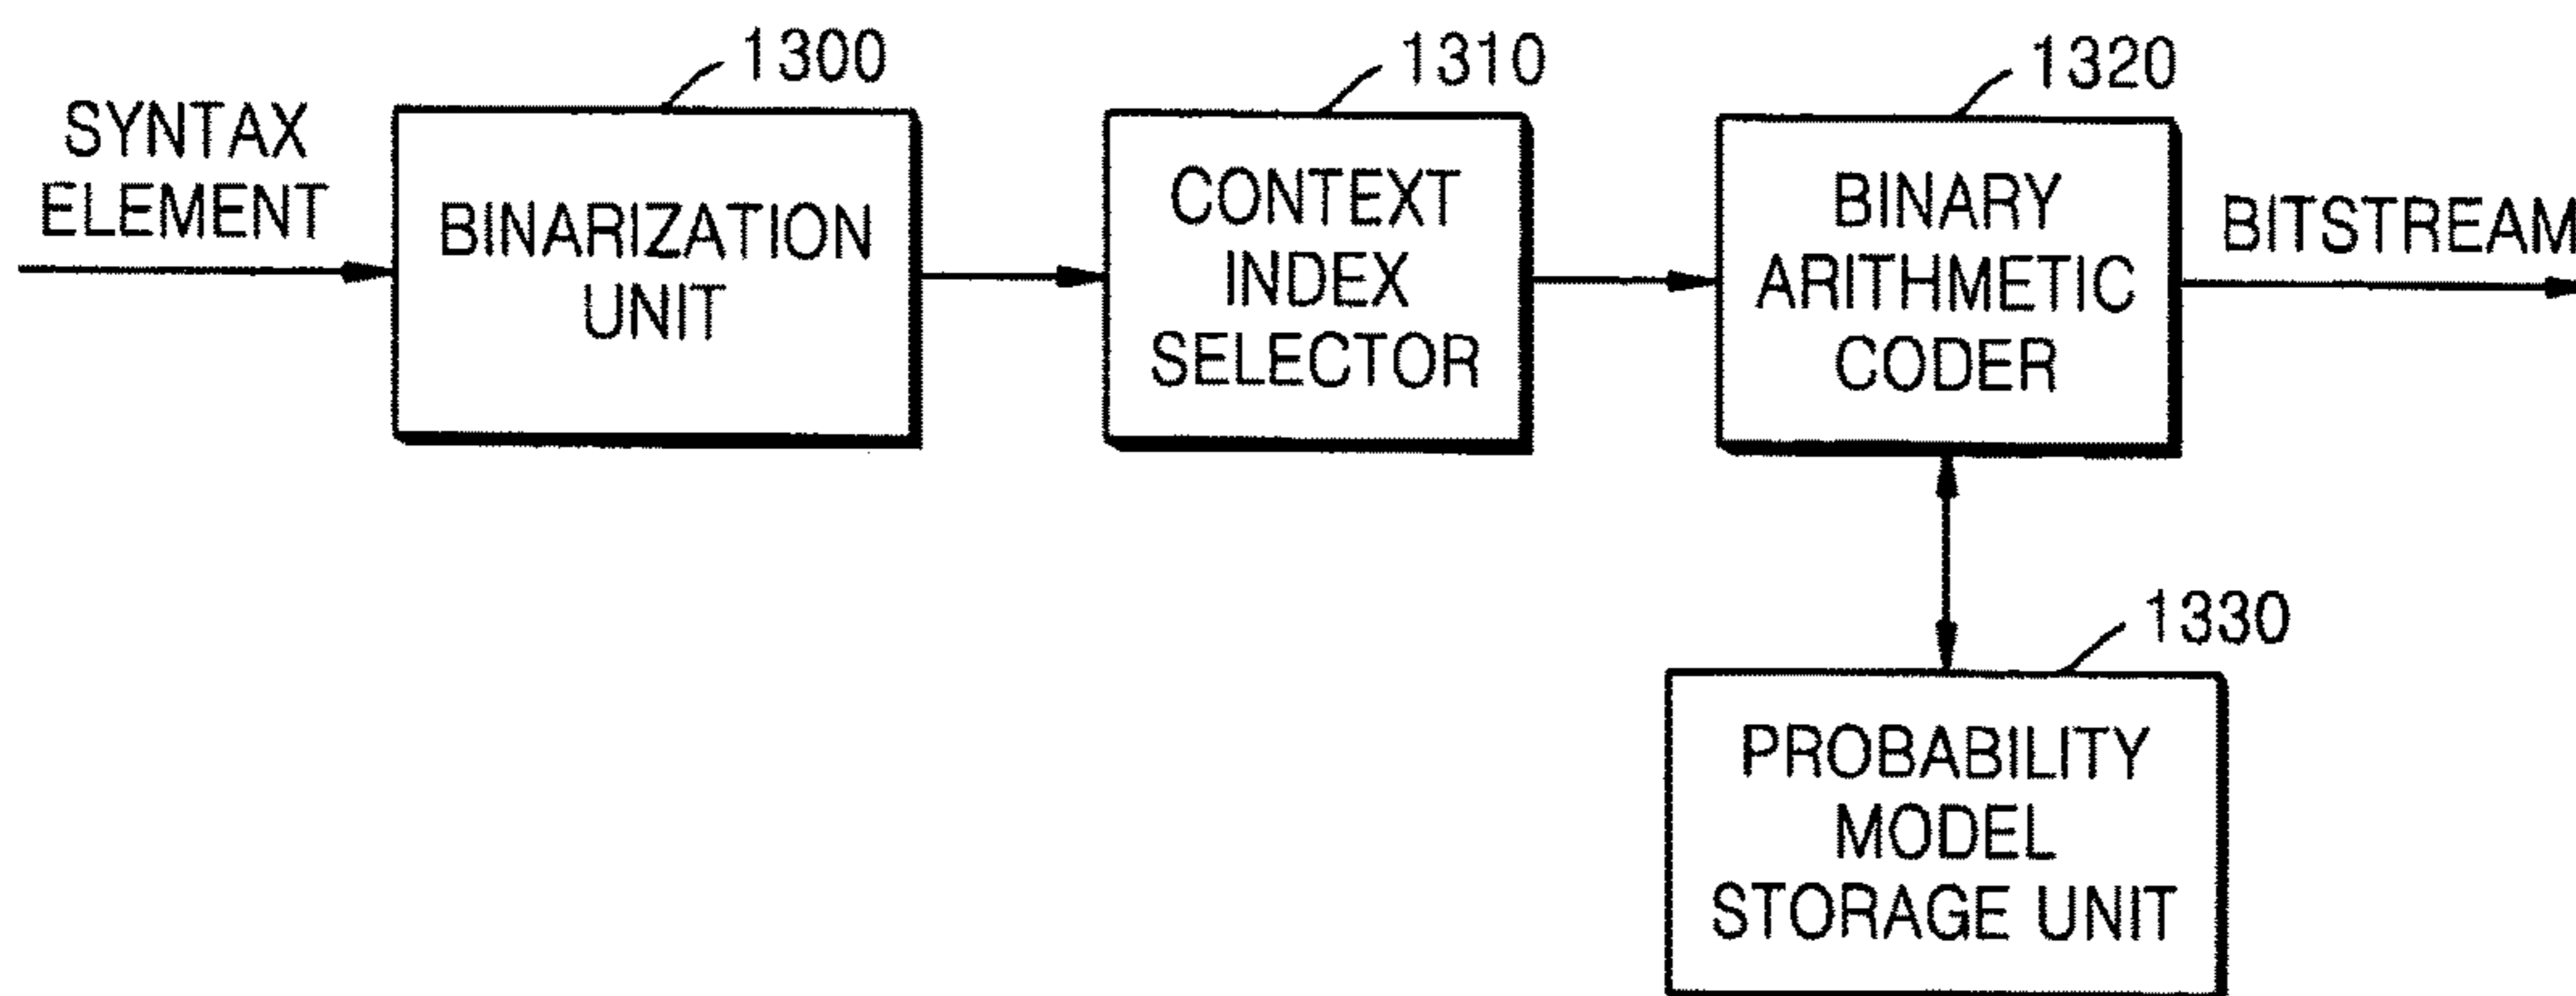 1300
1310
1320
SYNTAX
ELEMENT
BINARIZATION
UNIT
CONTEXT
INDEX
SELECTOR
BINARY
ARITHMETIC
CODER
BITSTREAM
1330
PROBABILITY
MODEL
STORAGE UNIT